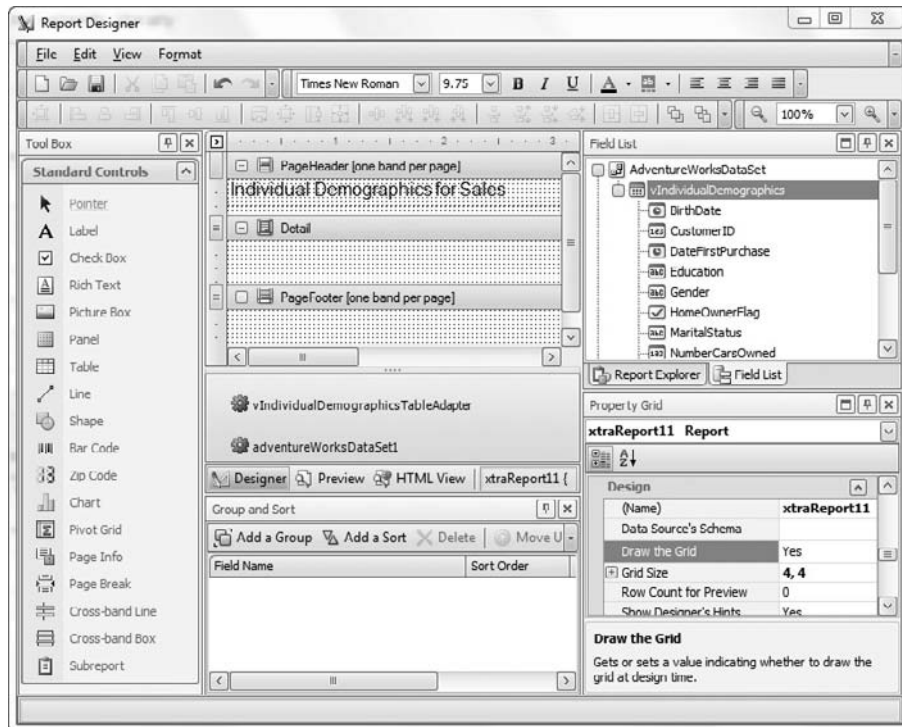 Report Designer
File Edit View Format
Times New Roman 9.75 B I U A 100%
Tool Box
Standard Controls
Pointer
A Label
Check Box
A Rich Text
Picture Box
Panel
Table
Line
Shape
Bar Code
Zip Code
Chart
Pivot Grid
Page Info
Page Break
Cross-band Line
Cross-band Box
Subreport
1 2 3
PageHeader [one band per page]
Individual Demographics for Sales
Detail
PageFooter [one band per page]
vIndividualDemographicsTableAdapter
adventureWorksDataSet1
Designer Preview HTML View xtraReport11 {
Group and Sort
Add a Group Add a Sort Delete Move U
Field Name Sort Order
Field List
AdventureWorksDataSet
vIndividualDemographics
BirthDate
CustomerID
DateFirstPurchase
Education
Gender
HomeOwnerFlag
MaritalStatus
NumberCarsOwned
Report Explorer Field List
Property Grid
xtraReport11 Report
Design
(Name) xtraReport11
Data Source's Schema
Draw the Grid Yes
Grid Size 4, 4
Row Count for Preview 0
Show Designer's Hints Yes
Draw the Grid
Gets or sets a value indicating whether to draw the
grid at design time.